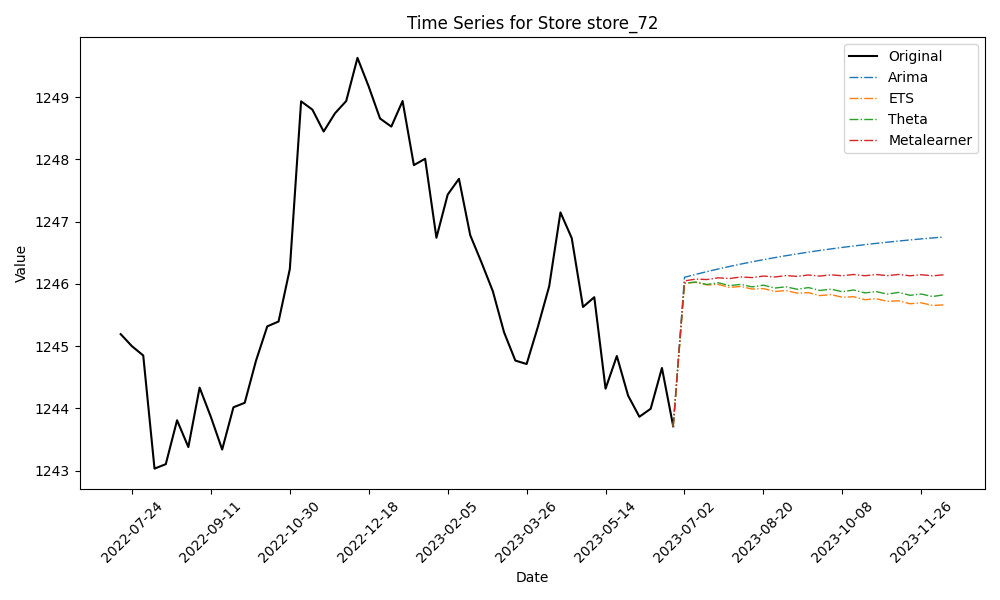 Time Series for Store store_72
Original
Arima
ETS
Theta
Metalearner
Value
1249
1248
1247
1246
1245
1244
1243
2022-07-24
2022-09-11
2022-10-30
2022-12-18
2023-02-05
2023-03-26
2023-05-14
2023-07-02
2023-08-20
2023-10-08
2023-11-26
Date